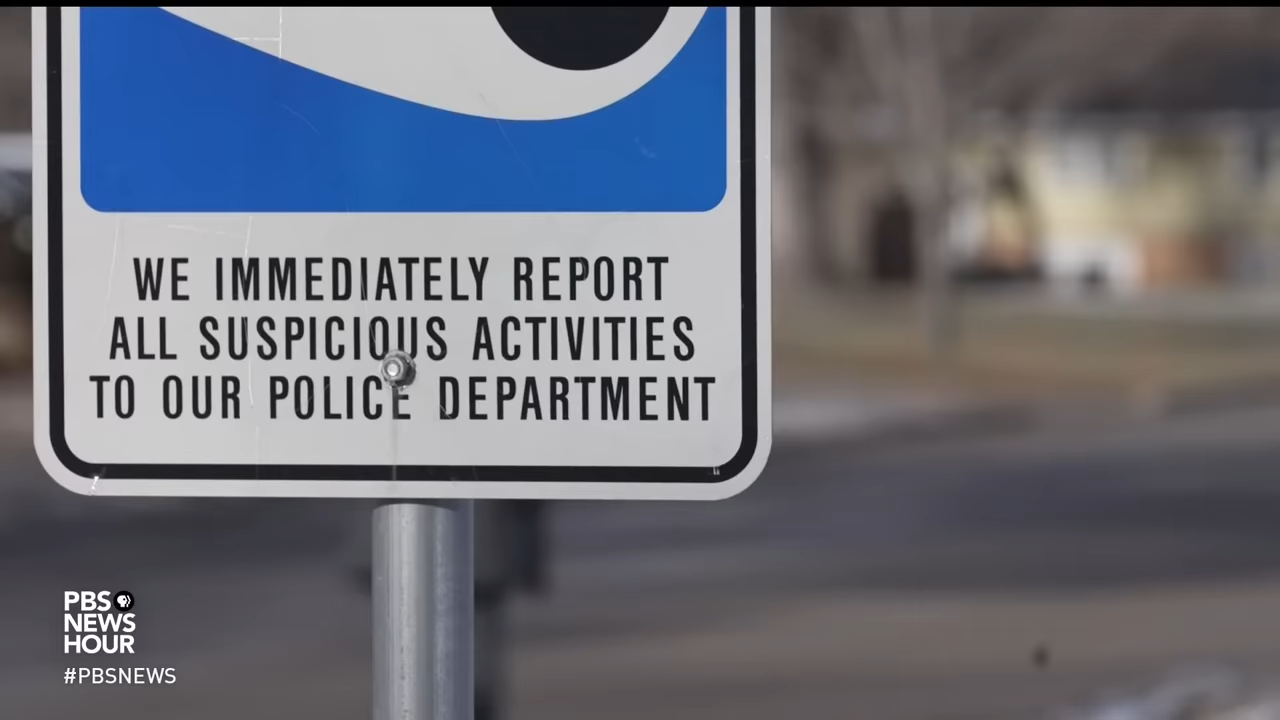 WE IMMEDIATELY REPORT
ALL SUSPICIOUS ACTIVITIES
TO OUR POLICE DEPARTMENT
PBS
NEWS
HOUR
#PBSNEWS